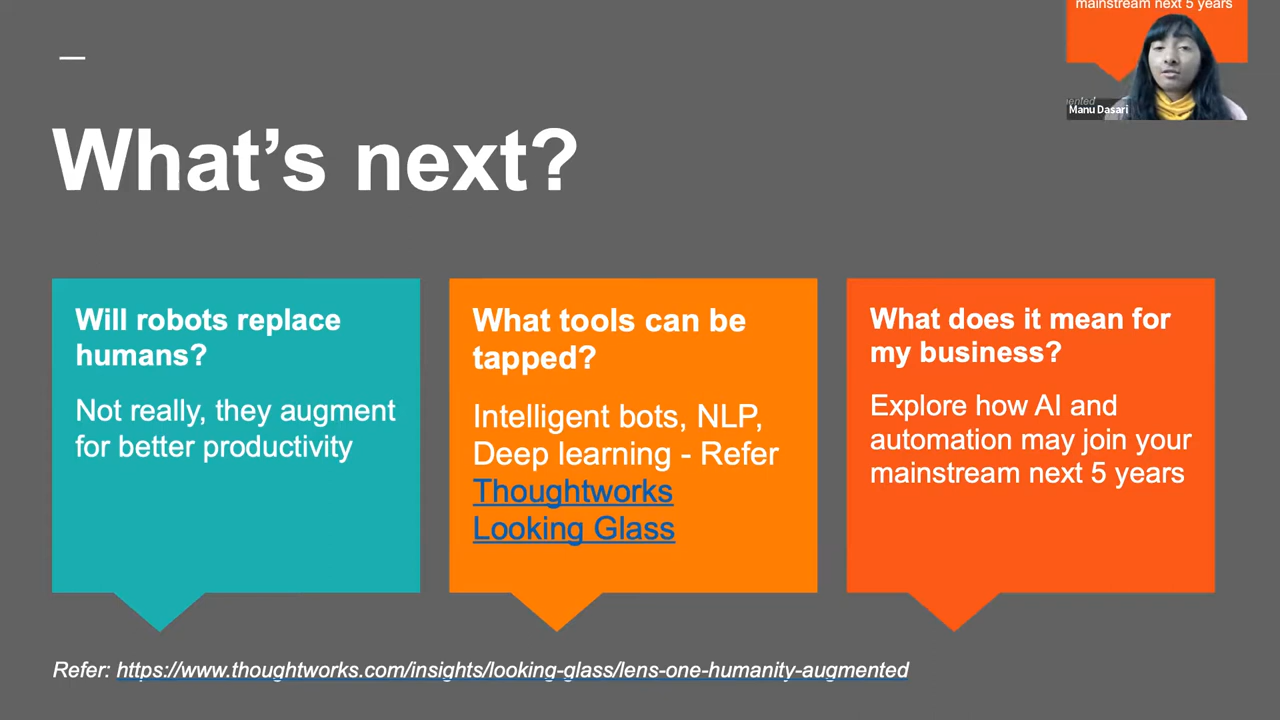 mainstream next 5 years
ented
Manu Dasari
What's next?
Will robots replace
humans?
Not really, they augment
for better productivity
What tools can be
tapped?
Intelligent bots, NLP,
Deep learning - Refer
Thoughtworks
Looking Glass
What does it mean for
my business?
Explore how AI and
automation may join your
mainstream next 5 years
Refer: https://www.thoughtworks.com/insights/looking-glass/lens-one-humanity-augmented